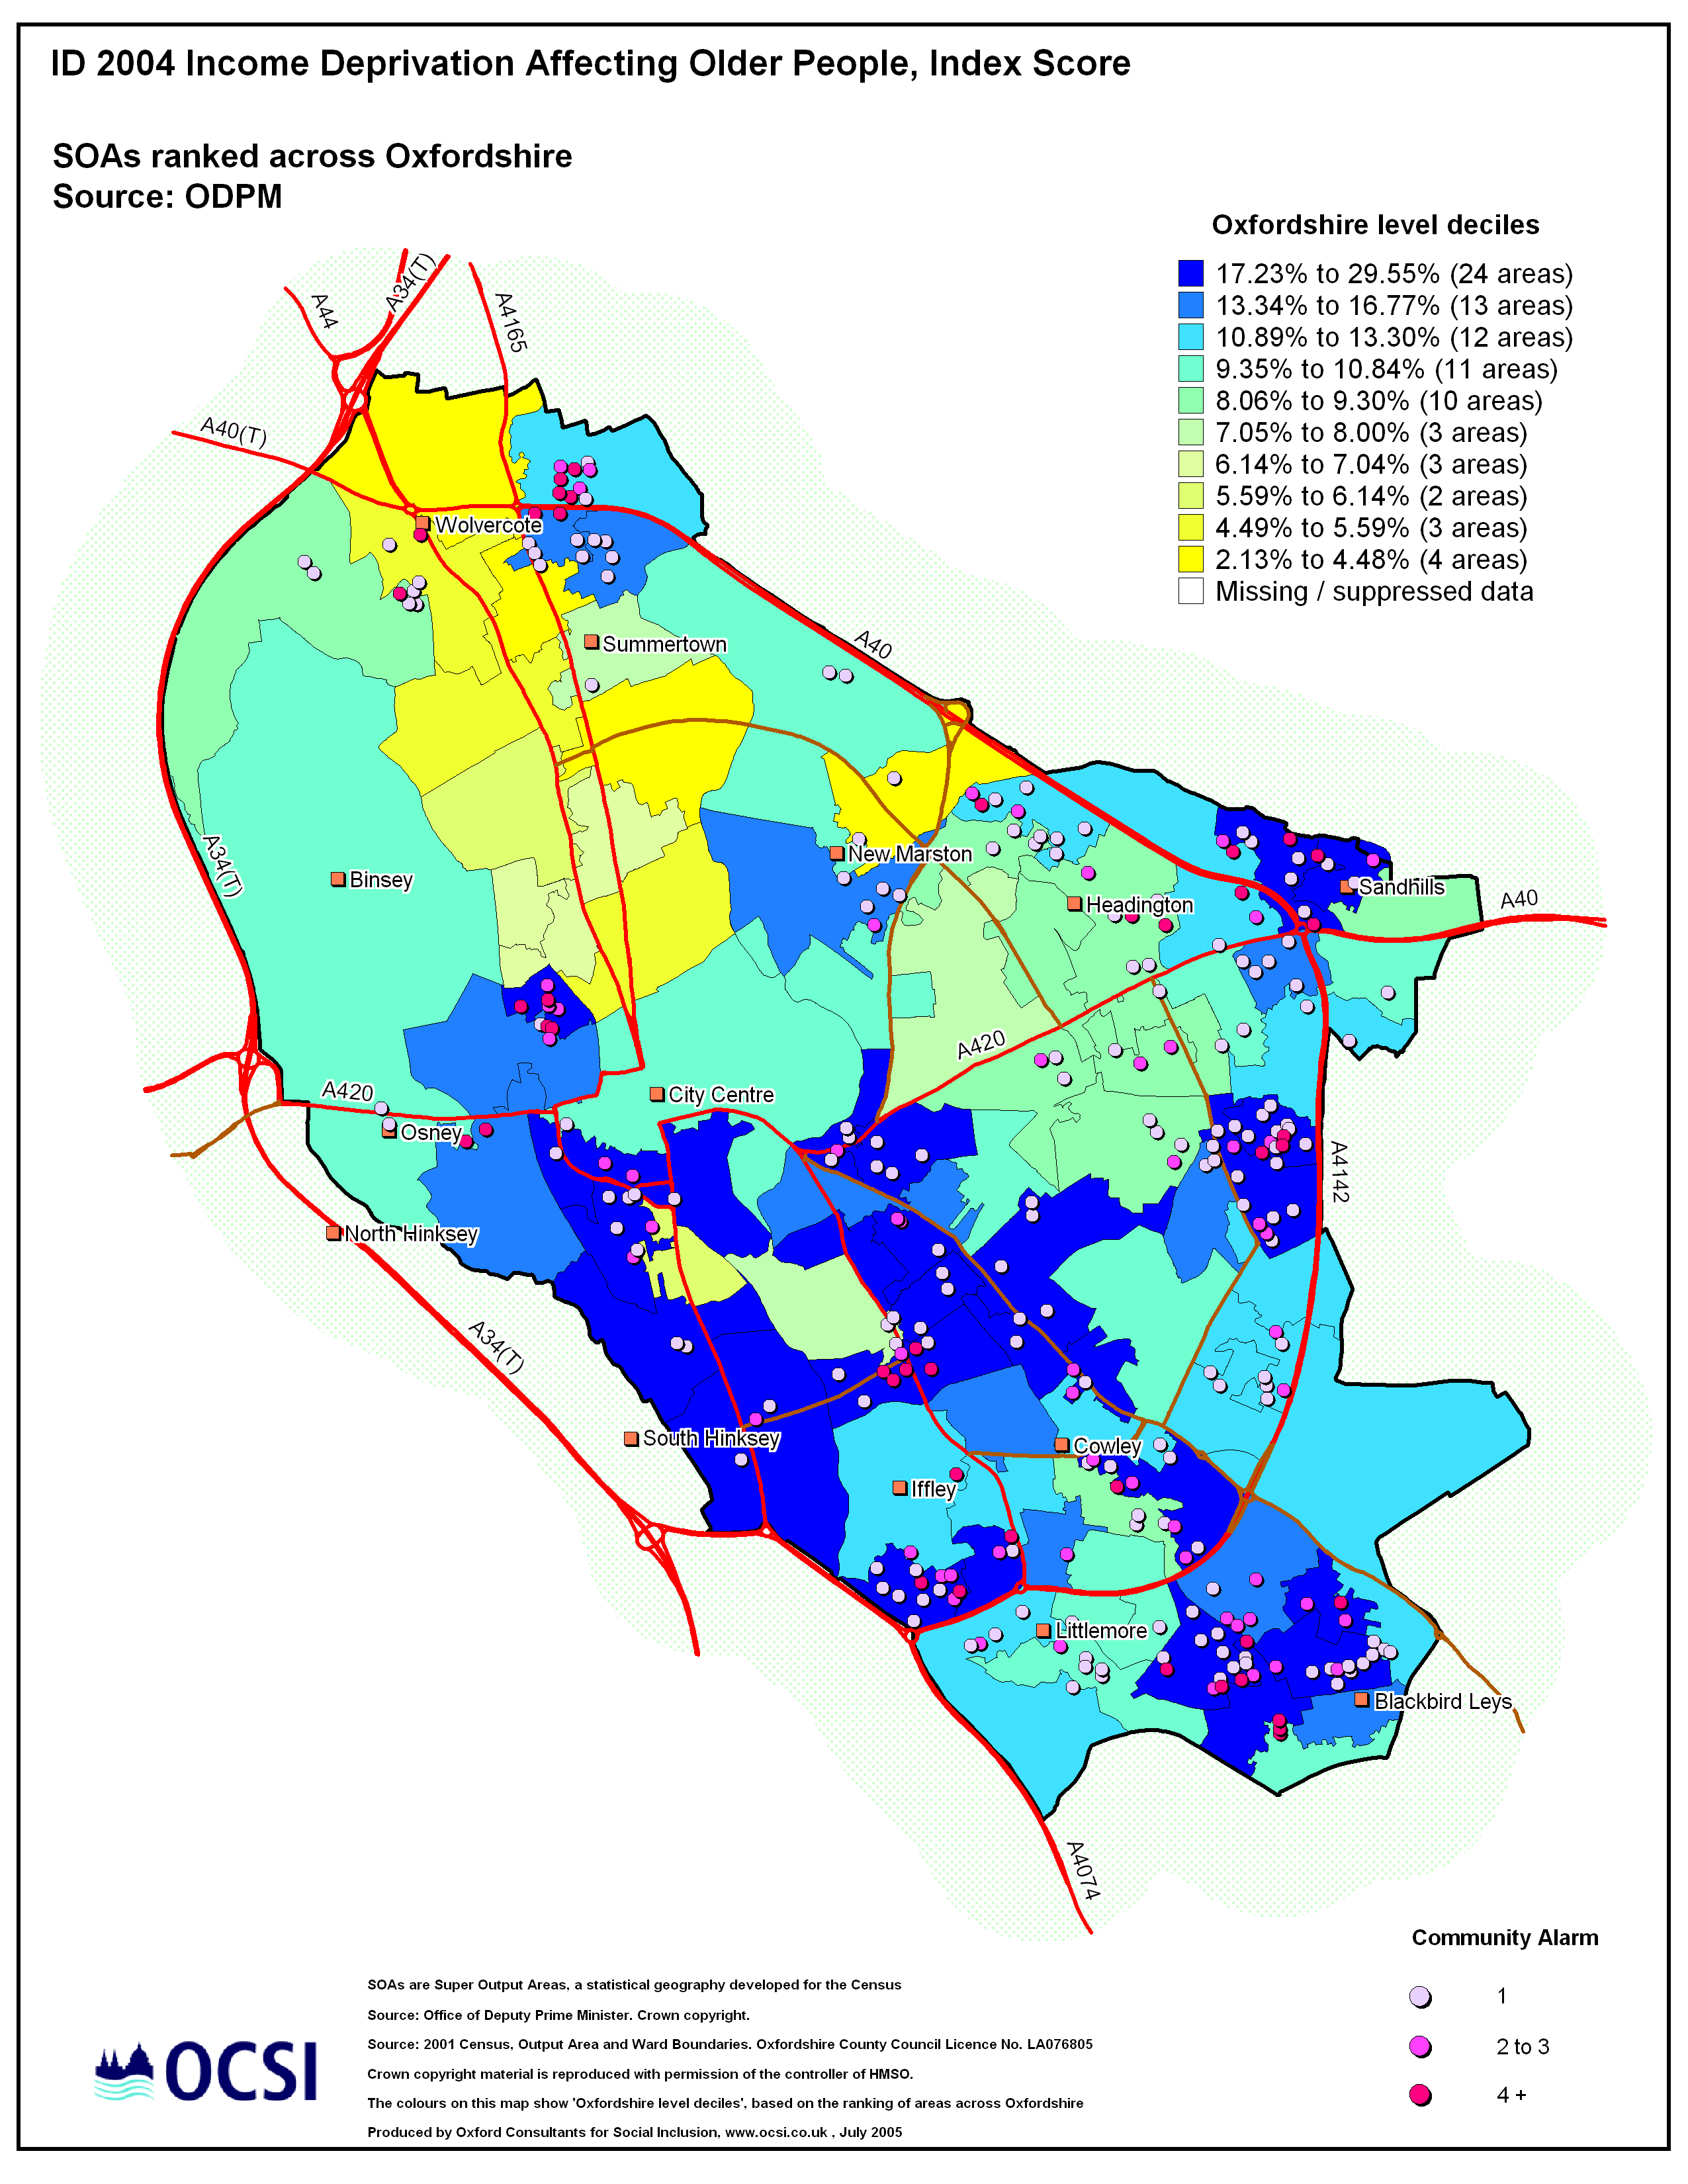 ID 2004 Income Deprivation Affecting Older People, Index Score
SOAs ranked across Oxfordshire
Source: ODPM
Oxfordshire level deciles
17.23% to 29.55% (24 areas)
13.34% to 16.77% (13 areas)
10.89% to 13.30% (12 areas)
9.35% to 10.84% (11 areas)
8.06% to 9.30% (10 areas)
7.05% to 8.00% (3 areas)
6.14% to 7.04% (3 areas)
5.59% to 6.14% (2 areas)
4.49% to 5.59% (3 areas)
2.13% to 4.48% (4 areas)
Missing / suppressed data
A44
A34(T)
A4165
A40(T)
Wolvercote
Summertown
A40
A34(T)
Binsey
New Marston
Headington
Sandhills
A40
A420
A420
City Centre
Osney
A4142
North Hinksey
A34(T)
South Hinksey
Cowley
Iffley
Littlemore
Blackbird Leys
A4074
Community Alarm
1
2 to 3
4 +
SOAs are Super Output Areas, a statistical geography developed for the Census
Source: Office of Deputy Prime Minister. Crown copyright.
Source: 2001 Census, Output Area and Ward Boundaries. Oxfordshire County Council Licence No. LA076805
Crown copyright material is reproduced with permission of the controller of HMSO.
The colours on this map show 'Oxfordshire level deciles', based on the ranking of areas across Oxfordshire
Produced by Oxford Consultants for Social Inclusion, www.ocsi.co.uk , July 2005
OCSI